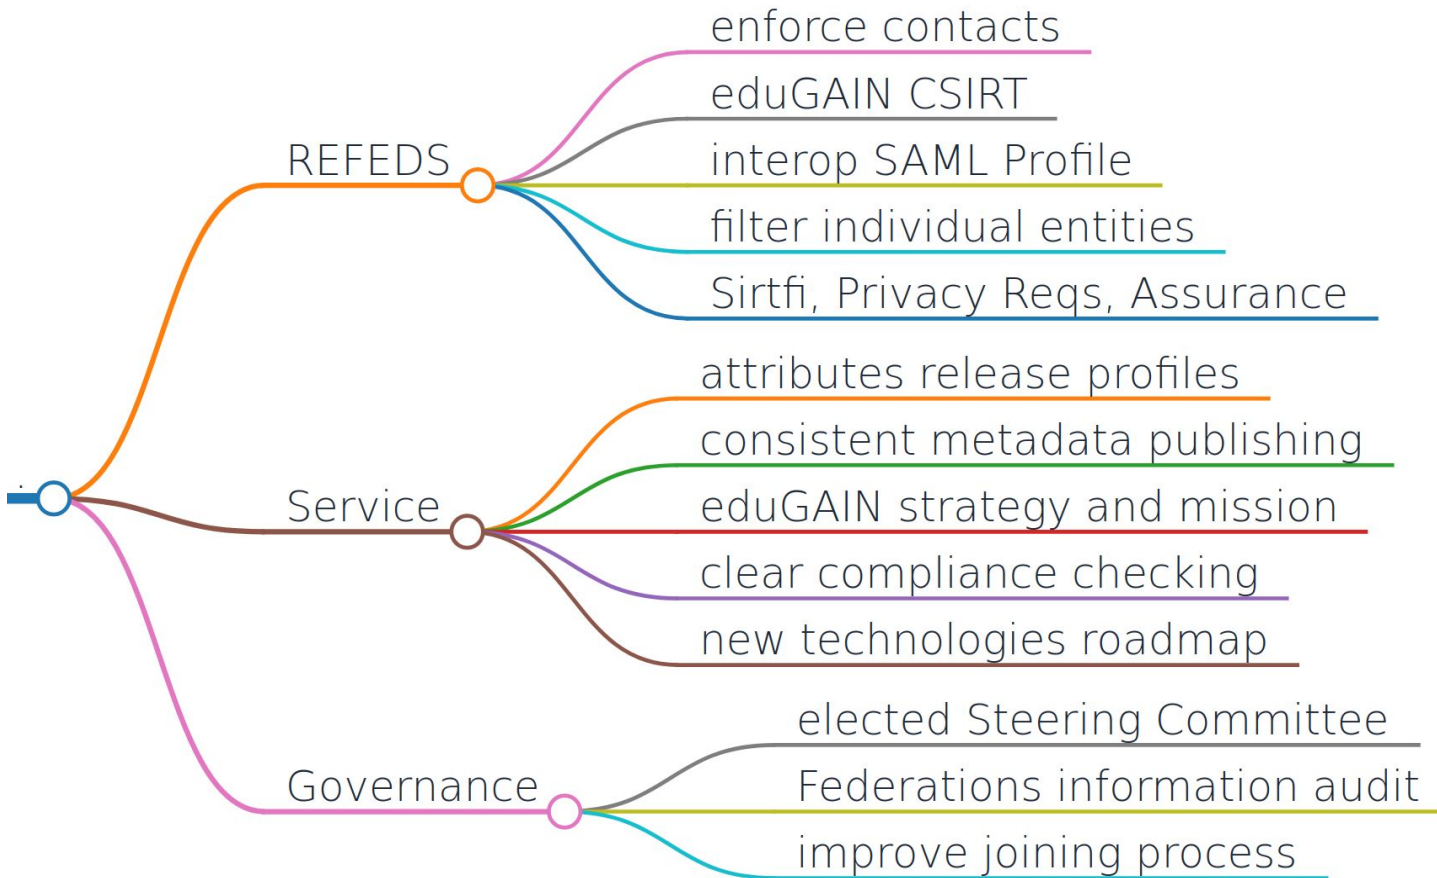 REFEDS
enforce contacts
eduGAIN CSIRT
interop SAML Profile
filter individual entities
Sirtfi, Privacy Reqs, Assurance
.
Service
attributes release profiles
consistent metadata publishing
eduGAIN strategy and mission
clear compliance checking
new technologies roadmap
Governance
elected Steering Committee
Federations information audit
improve joining process